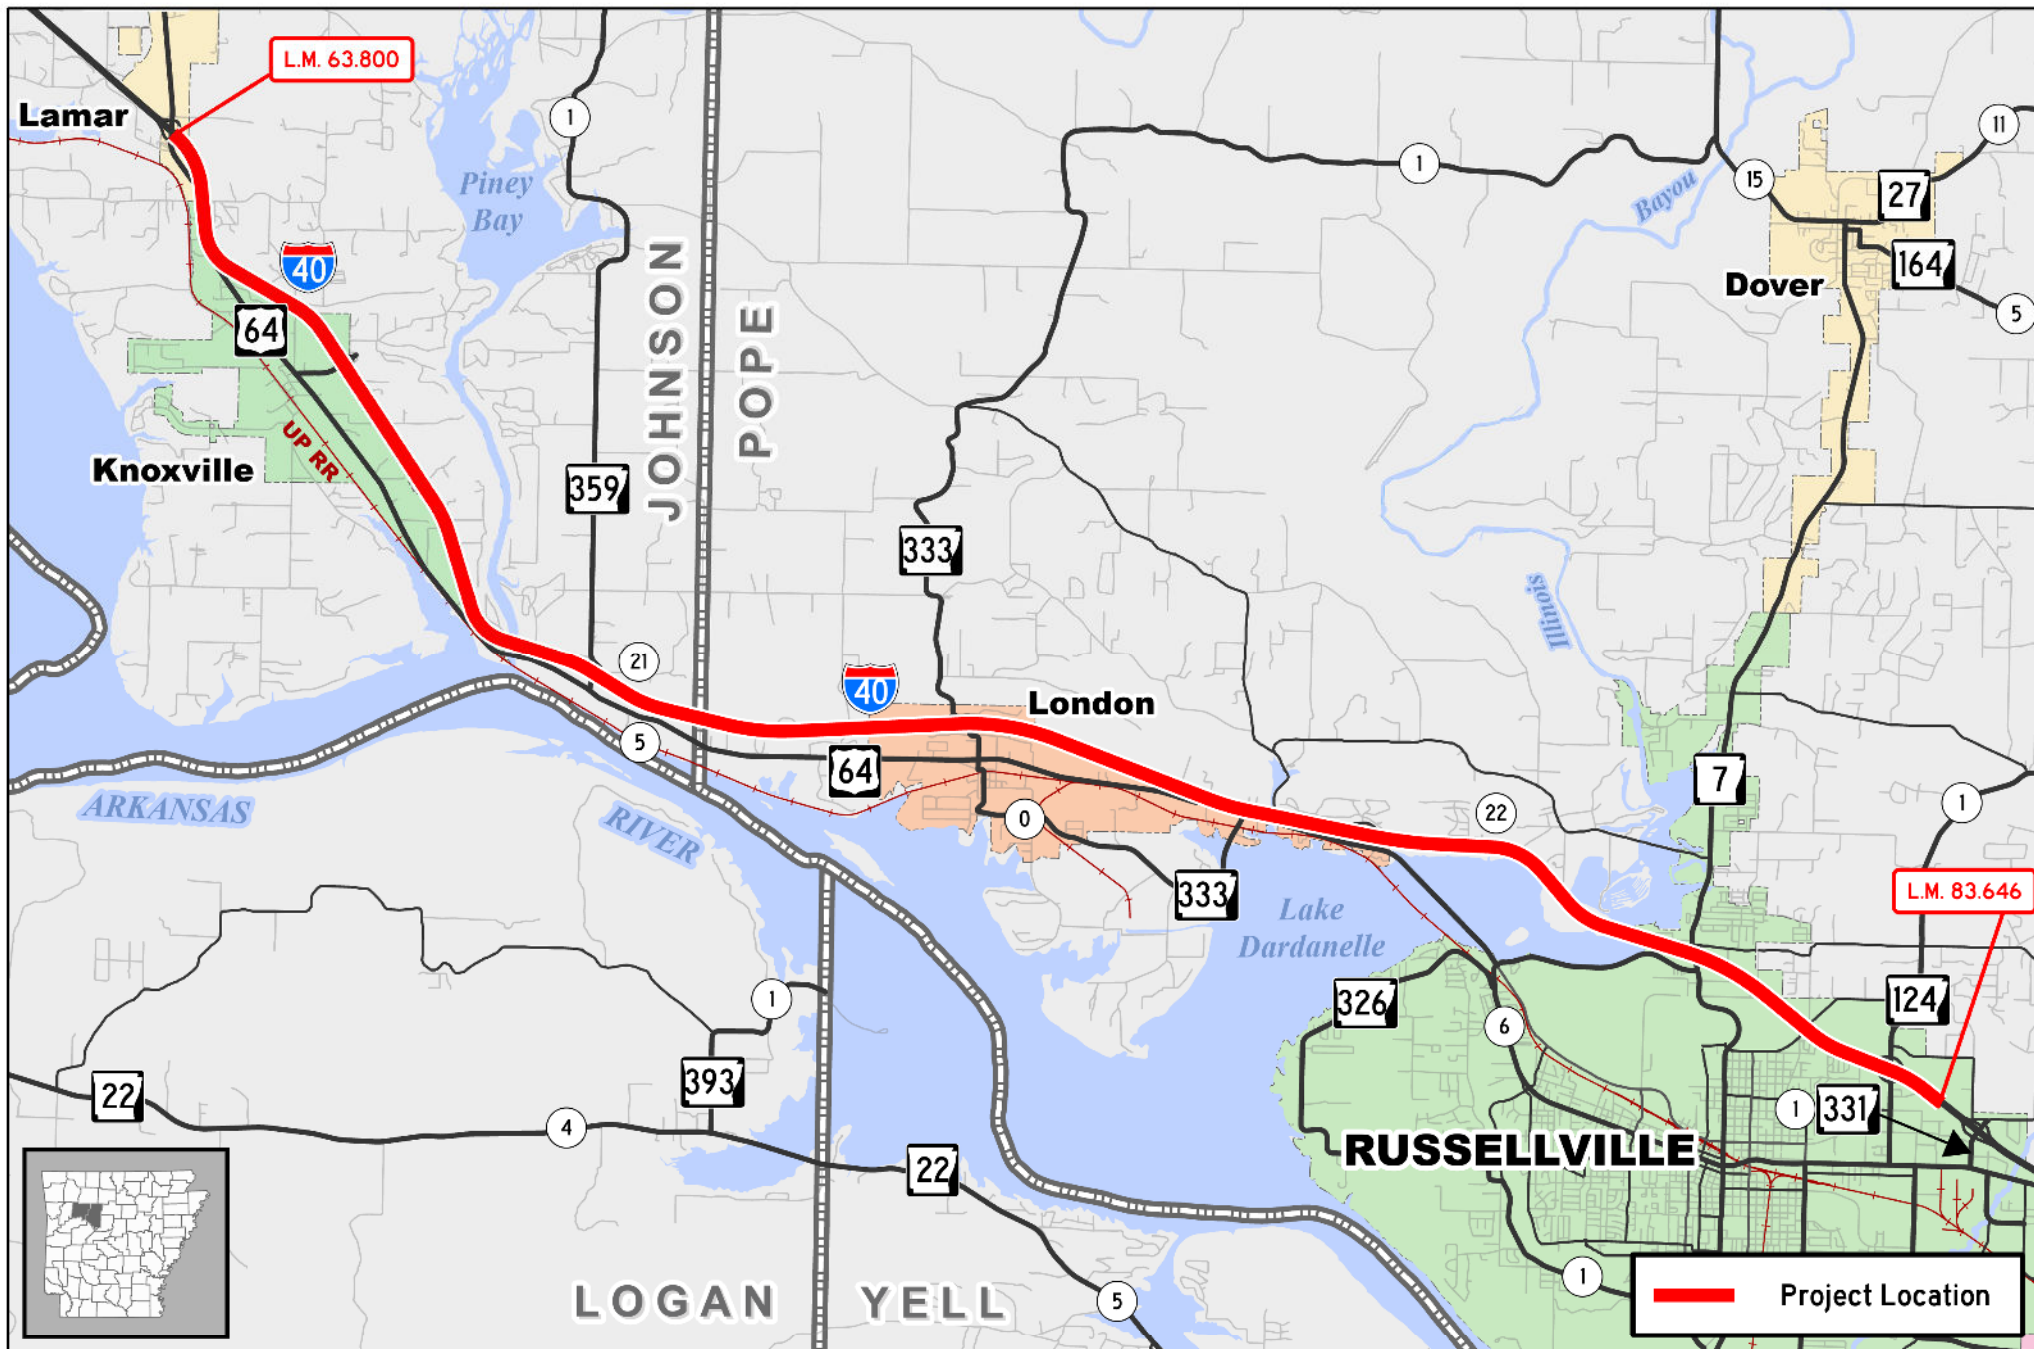 L.M. 63.800
Lamar
1
Piney
Bay
1
11
15
27
Bayou
164
Dover
5
40
64
JOHNSON
POPE
UP RR
Knoxville
359
333
Illinois
21
40
London
5
64
7
1
ARKANSAS
RIVER
0
22
333
Lake
Dardanelle
L.M. 83.646
1
326
6
124
393
22
4
1
331
RUSSELLVILLE
22
1
5
LOGAN
YELL
Project Location